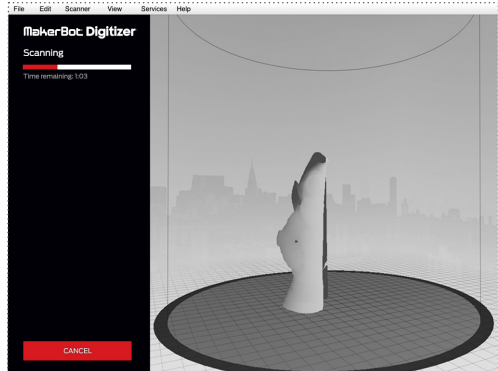 File Edit Scanner View Services Help
MakerBot Digitizer
Scanning
Time remaining: 1:03
CANCEL